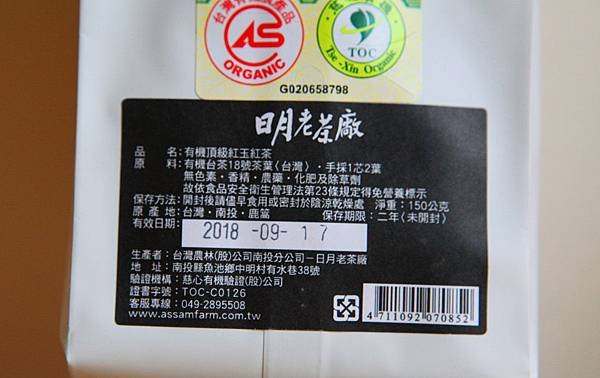 台灣有機農產品
CAS
ORGANIC
慈心有機
TOC
Tse-Xin Organic
G020658798
日月老茶廠
品　名：有機頂級紅玉紅茶
原　料：有機台茶18號茶葉〈台灣〉，手採1芯2葉
無色素・香精・農藥・化肥及除草劑
故依食品安全衛生管理法第23條規定得免營養標示
保存方法：開封後請儘早食用或密封於陰涼乾燥處　淨重：150公克
原 產 地：台灣・南投・鹿篙　保存期限：二年〈未開封〉
有效日期：2018 -09- 17
生產者：台灣農林(股)公司南投分公司－日月老茶廠
地　址：南投縣魚池鄉中明村有水巷38號
驗證機構：慈心有機驗證(股)公司
證書字號：TOC-C0126
客服專線：049-2895508
www.assamfarm.com.tw
4 711092 070852